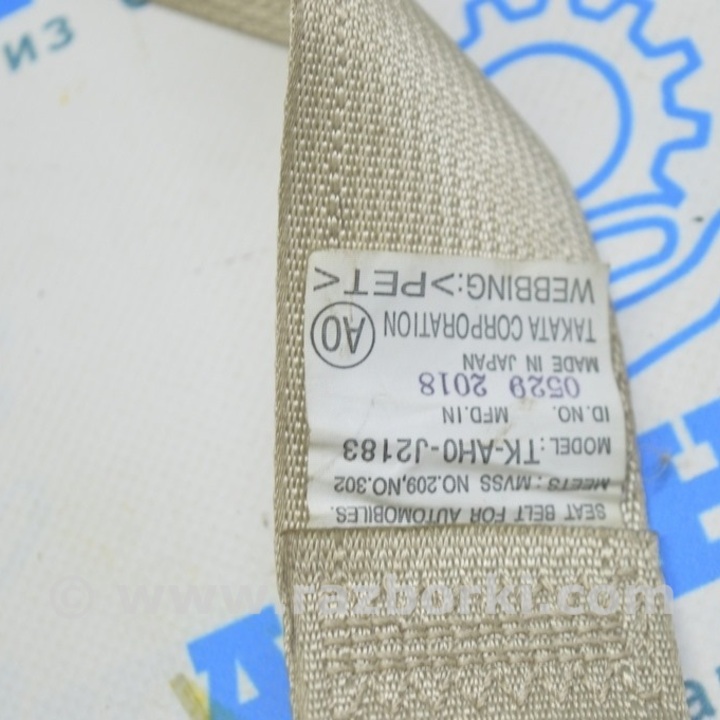 SEAT BELT FOR AUTOMOBILES.
MEETS: MVSS NO.209,NO.302
MODEL: TK-AH0-J2183
ID.NO. MFD.IN
0529 2018
MADE IN JAPAN
TAKATA CORPORATION A0
WEBBING:>PET<
из
© www.razborki.com